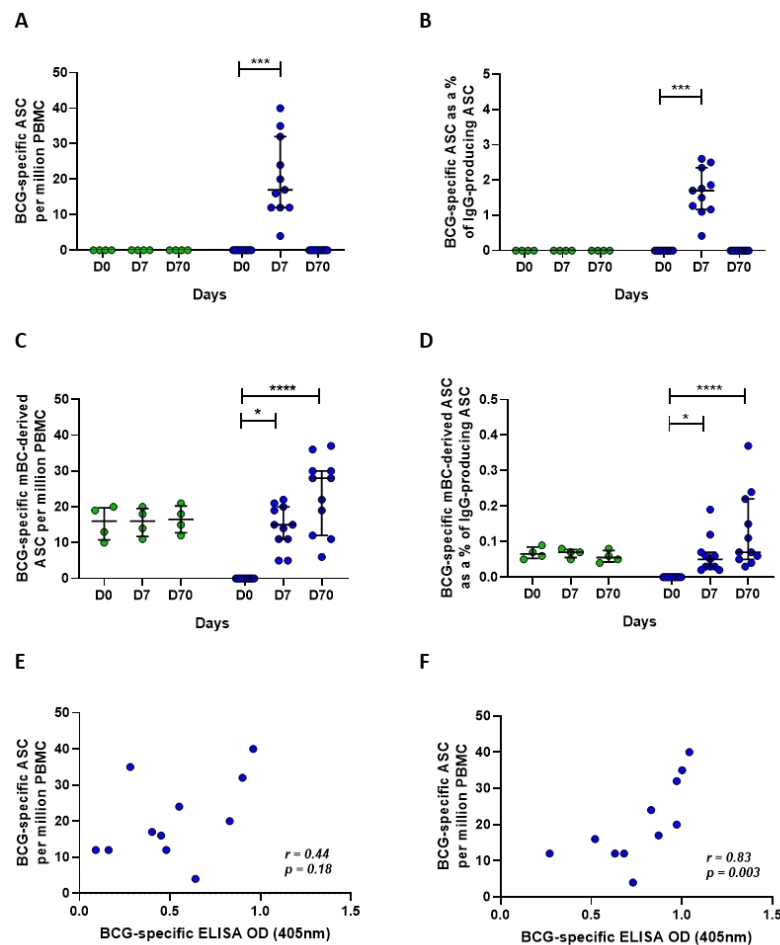 A
BCG-specific ASC
per million PBMC
50
40
30
20
10
0
***
D0 D7 D70 D0 D7 D70
Days
B
BCG-specific ASC as a %
of IgG-producing ASC
5
4
3
2
1
0
***
D0 D7 D70 D0 D7 D70
Days
C
BCG-specific mBC-derived
ASC per million PBMC
50
40
30
20
10
0
****
*
D0 D7 D70 D0 D7 D70
Days
D
BCG-specific mBC-derived ASC
as a % of IgG-producing ASC
0.5
0.4
0.3
0.2
0.1
0.0
****
*
D0 D7 D70 D0 D7 D70
Days
E
BCG-specific ASC
per million PBMC
50
40
30
20
10
0
r = 0.44
p = 0.18
0.0 0.5 1.0 1.5
BCG-specific ELISA OD (405nm)
F
BCG-specific ASC
per million PBMC
50
40
30
20
10
0
r = 0.83
p = 0.003
0.0 0.5 1.0 1.5
BCG-specific ELISA OD (405nm)